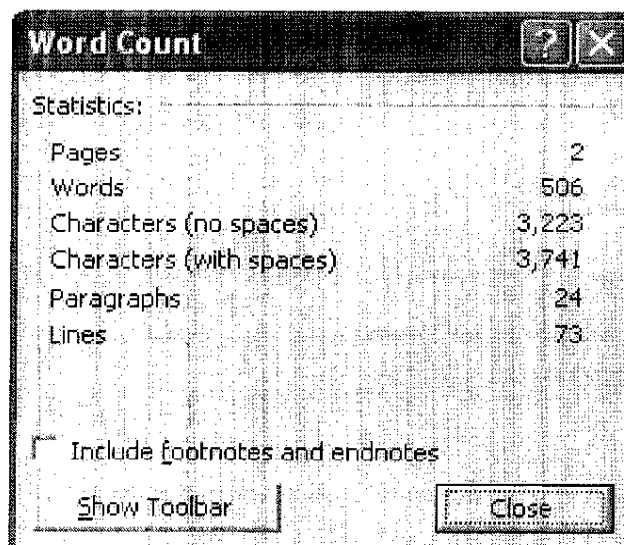 Word Count
Statistics:
Pages 2
Words 506
Characters (no spaces) 3,223
Characters (with spaces) 3,741
Paragraphs 24
Lines 73
Include footnotes and endnotes
Show Toolbar Close